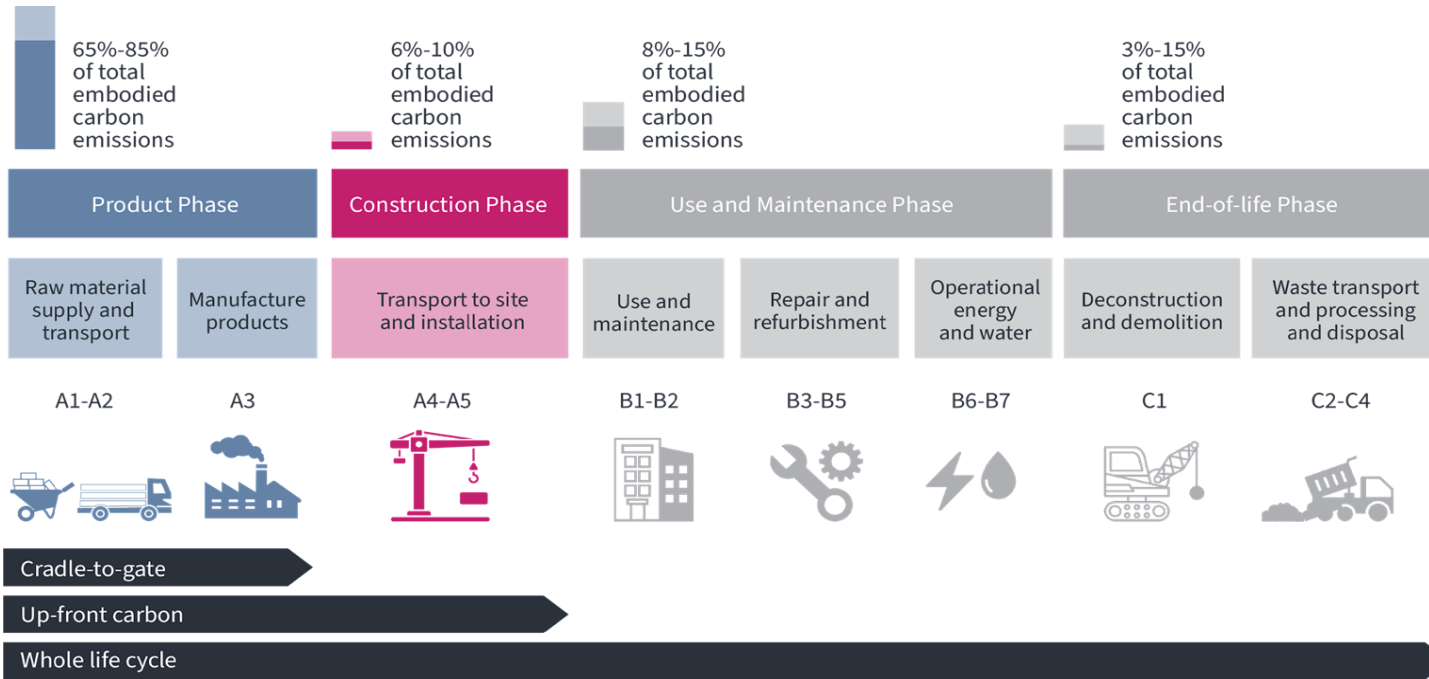 65%-85%
of total
embodied
carbon
emissions
6%-10%
of total
embodied
carbon
emissions
8%-15%
of total
embodied
carbon
emissions
3%-15%
of total
embodied
carbon
emissions
Product Phase
Construction Phase
Use and Maintenance Phase
End-of-life Phase
Raw material
supply and
transport
Manufacture
products
Transport to site
and installation
Use and
maintenance
Repair and
refurbishment
Operational
energy
and water
Deconstruction
and demolition
Waste transport
and processing
and disposal
A1-A2
A3
A4-A5
B1-B2
B3-B5
B6-B7
C1
C2-C4
Cradle-to-gate
Up-front carbon
Whole life cycle